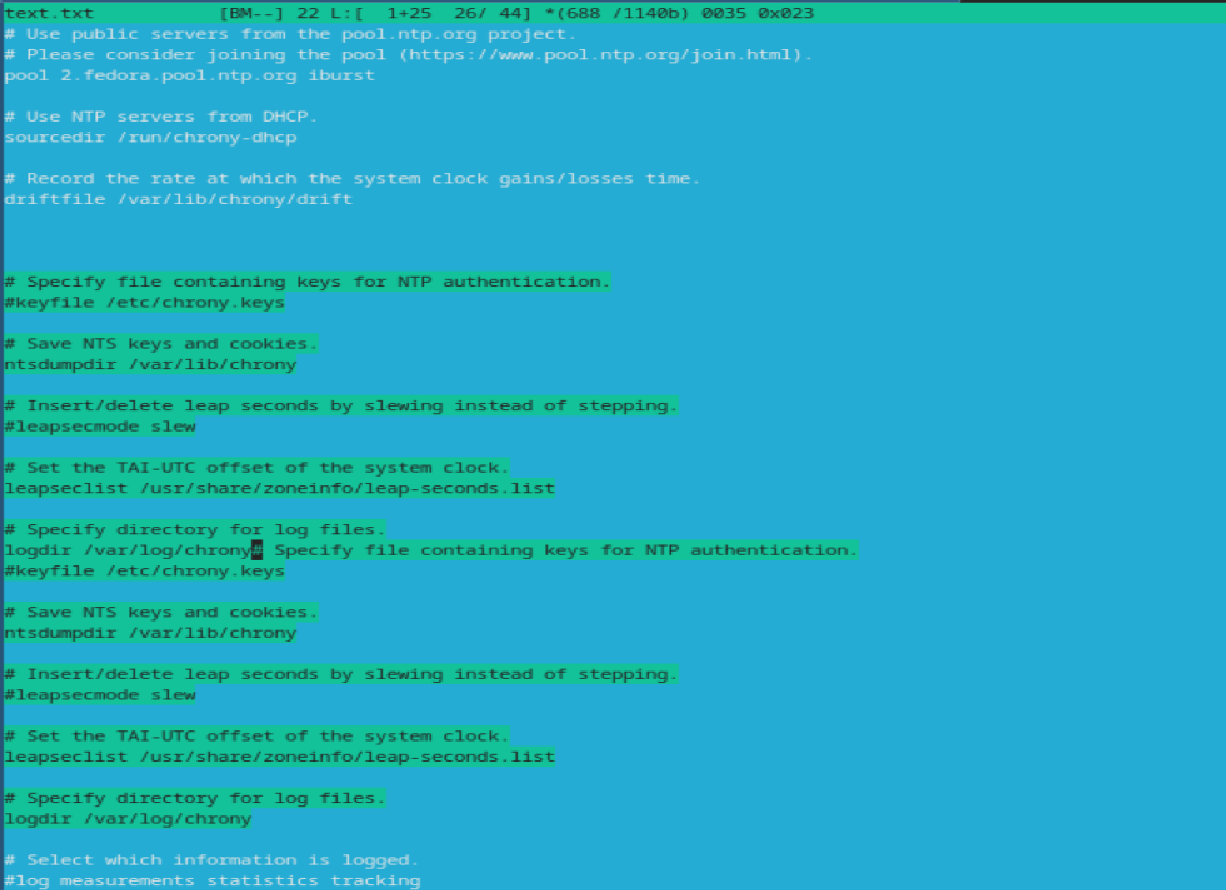 text.txt [BM--] 22 L:[ 1+25 26/ 44] *(688 /1140b) 0035 0x023
# Use public servers from the pool.ntp.org project.
# Please consider joining the pool (https://www.pool.ntp.org/join.html).
pool 2.fedora.pool.ntp.org iburst
# Use NTP servers from DHCP.
sourcedir /run/chrony-dhcp
# Record the rate at which the system clock gains/losses time.
driftfile /var/lib/chrony/drift
# Specify file containing keys for NTP authentication.
#keyfile /etc/chrony.keys
# Save NTS keys and cookies.
ntsdumpdir /var/lib/chrony
# Insert/delete leap seconds by slewing instead of stepping.
#leapsecmode slew
# Set the TAI-UTC offset of the system clock.
leapseclist /usr/share/zoneinfo/leap-seconds.list
# Specify directory for log files.
logdir /var/log/chrony# Specify file containing keys for NTP authentication.
#keyfile /etc/chrony.keys
# Save NTS keys and cookies.
ntsdumpdir /var/lib/chrony
# Insert/delete leap seconds by slewing instead of stepping.
#leapsecmode slew
# Set the TAI-UTC offset of the system clock.
leapseclist /usr/share/zoneinfo/leap-seconds.list
# Specify directory for log files.
logdir /var/log/chrony
# Select which information is logged.
#log measurements statistics tracking